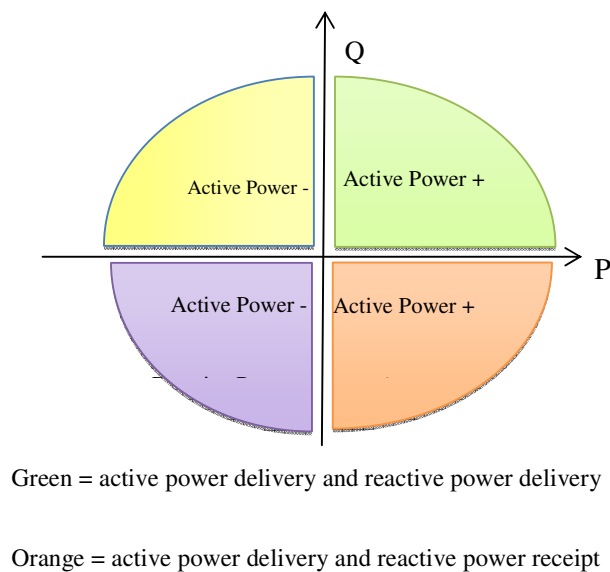 Q
Active Power - Active Power +
P
Active Power - Active Power +
Green = active power delivery and reactive power delivery
Orange = active power delivery and reactive power receipt